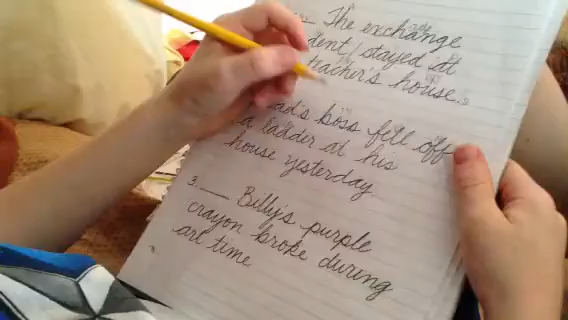 The exchange
dent stayed at
teacher's house.
ad's boss fell off
a ladder at his
house yesterday
3. ___ Billy's purple
crayon broke during
art time